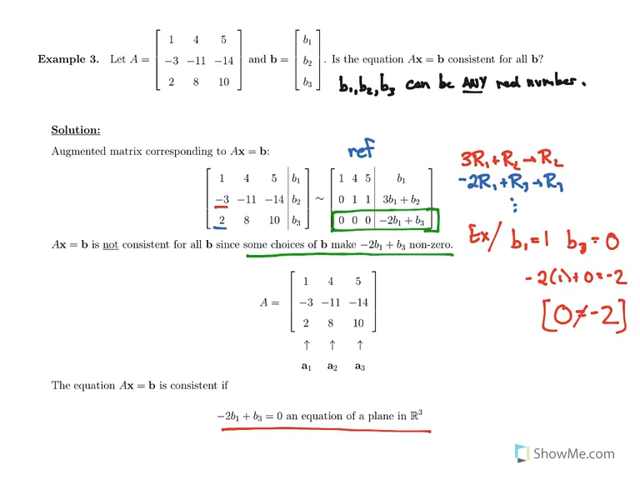 Example 3. Let A = [ 1 4 5 ; −3 −11 −14 ; 2 8 10 ] and b = [ b₁ ; b₂ ; b₃ ]. Is the equation Ax = b consistent for all b?
b₁, b₂, b₃ can be ANY real number.
Solution:
Augmented matrix corresponding to Ax = b:
ref
[ 1 4 5 | b₁ ; −3 −11 −14 | b₂ ; 2 8 10 | b₃ ] ~ [ 1 4 5 | b₁ ; 0 1 1 | 3b₁ + b₂ ; 0 0 0 | −2b₁ + b₃ ]
3R₁ + R₂ → R₂
-2R₁ + R₃ → R₃
⋮
Ex/ b₁ = 1 b₃ = 0
-2(1)+0 = -2
[0 ≠ -2]
Ax = b is not consistent for all b since some choices of b make −2b₁ + b₃ non-zero.
A = [ 1 4 5 ; −3 −11 −14 ; 2 8 10 ]
↑ ↑ ↑
a₁ a₂ a₃
The equation Ax = b is consistent if
−2b₁ + b₃ = 0 an equation of a plane in ℝ³
ShowMe.com